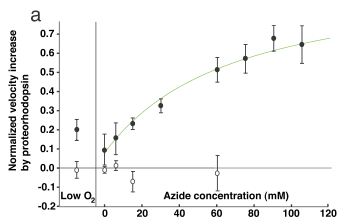 a
Normalized velocity increase
by proteorhodopsin
0.7
0.6
0.5
0.4
0.3
0.2
0.1
0.0
-0.1
-0.2
Low O₂
Azide concentration (mM)
0 20 40 60 80 100 120